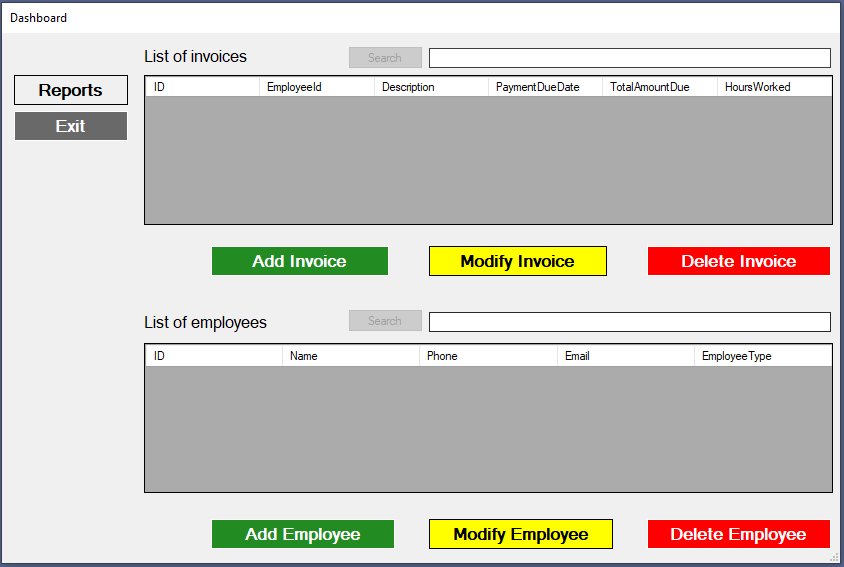 Dashboard
List of invoices Search
Reports
Exit
ID EmployeeId Description PaymentDueDate TotalAmountDue HoursWorked
Add Invoice Modify Invoice Delete Invoice
List of employees Search
ID Name Phone Email EmployeeType
Add Employee Modify Employee Delete Employee